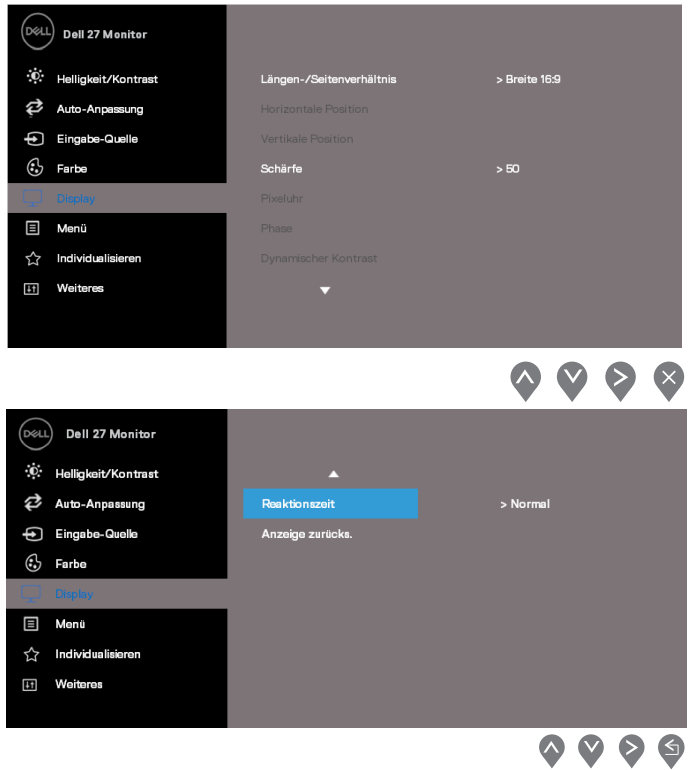 DELL Dell 27 Monitor
Helligkeit/Kontrast
Längen-/Seitenverhältnis > Breite 16:9
Auto-Anpassung
Horizontale Position
Eingabe-Quelle
Vertikale Position
Farbe
Schärfe > 50
Display
Pixeluhr
Menü
Phase
Individualisieren
Dynamischer Kontrast
Weiteres
DELL Dell 27 Monitor
Helligkeit/Kontrast
Auto-Anpassung
Reaktionszeit > Normal
Eingabe-Quelle
Anzeige zurücks.
Farbe
Display
Menü
Individualisieren
Weiteres